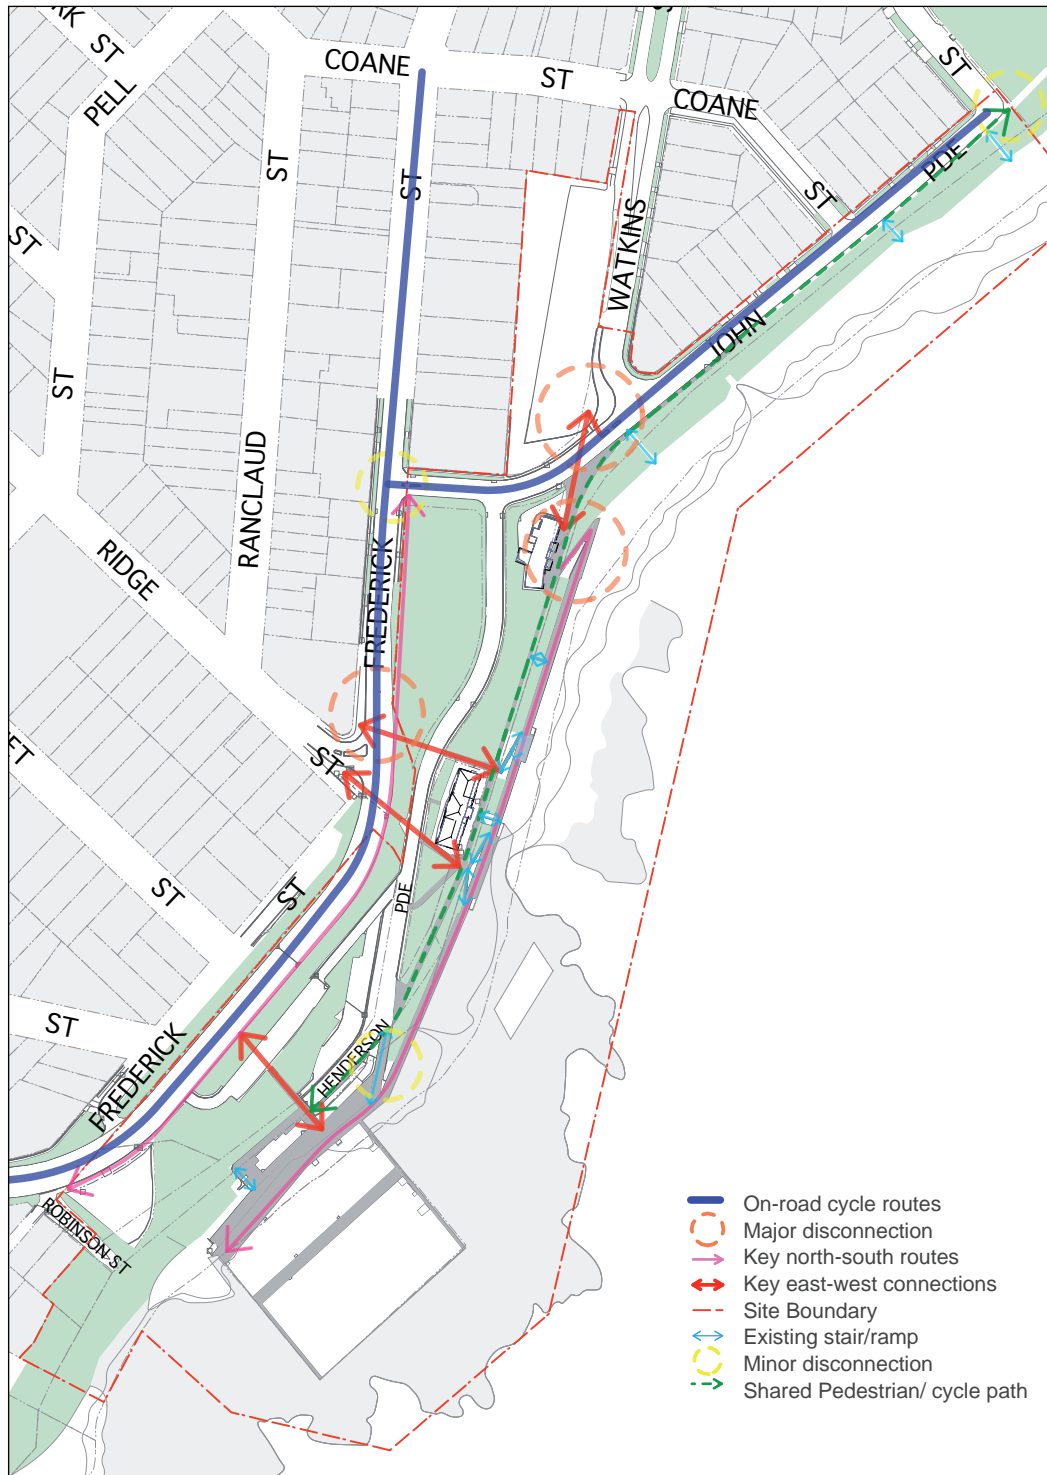 ST
COANE
ST
COANE
ST
PELL
ST
ST
PDE
ST
ST
WATKINS
JOHN
ST
RANCLAUD
RIDGE
FREDERICK
ST
ST
ST
PDE
ST
HENDERSON
FREDERICK
ROBINSON ST
On-road cycle routes
Major disconnection
Key north-south routes
Key east-west connections
Site Boundary
Existing stair/ramp
Minor disconnection
Shared Pedestrian/ cycle path